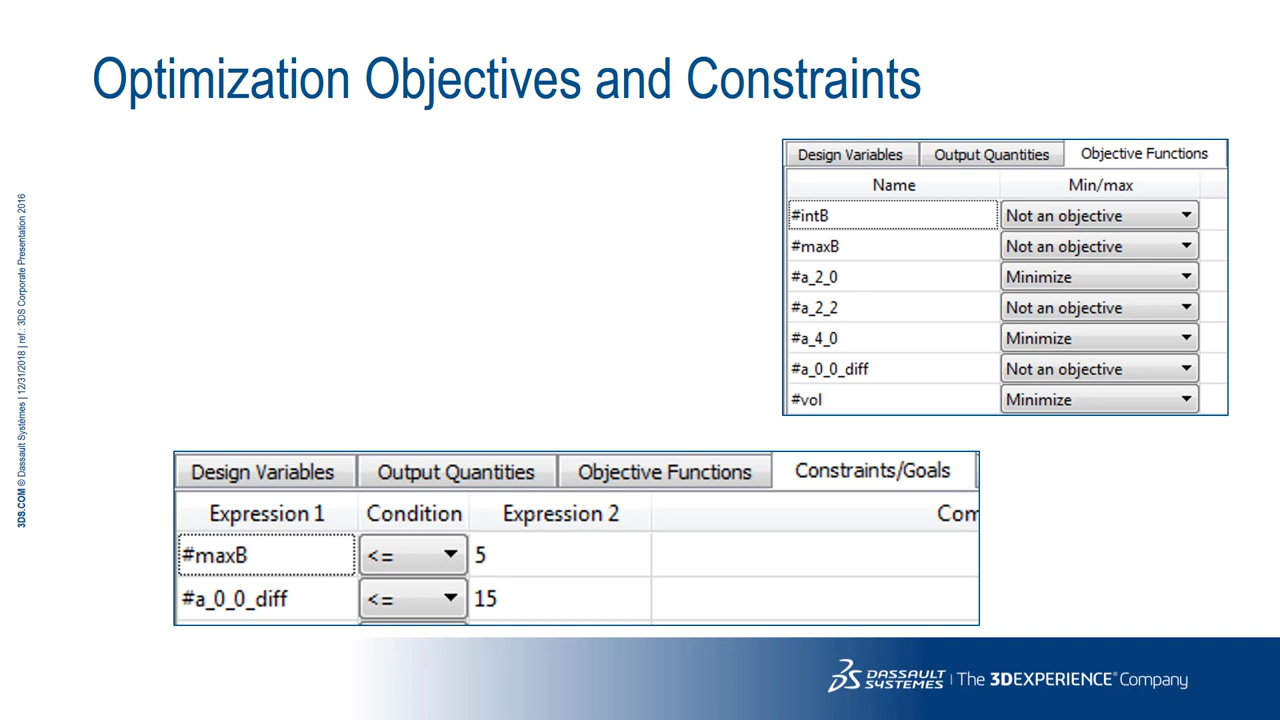 Optimization Objectives and Constraints
3DS.COM © Dassault Systèmes | 12/31/2018 | ref.: 3DS Corporate Presentation 2016
Design Variables Output Quantities Objective Functions
Name Min/max
#intB Not an objective
#maxB Not an objective
#a_2_0 Minimize
#a_2_2 Not an objective
#a_4_0 Minimize
#a_0_0_diff Not an objective
#vol Minimize
Design Variables Output Quantities Objective Functions Constraints/Goals
Expression 1 Condition Expression 2 Com
#maxB <= 5
#a_0_0_diff <= 15
DASSAULT SYSTEMES | The 3DEXPERIENCE® Company